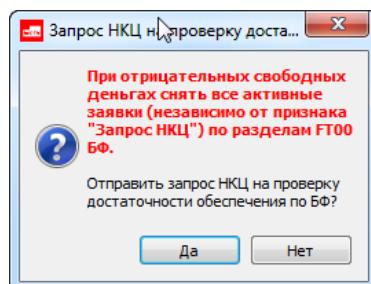 Запрос НКЦ на проверку доста...
При отрицательных свободных
деньгах снять все активные
заявки (независимо от признака
"Запрос НКЦ") по разделам FT00
БФ.
Отправить запрос НКЦ на проверку
достаточности обеспечения по БФ?
Да
Нет